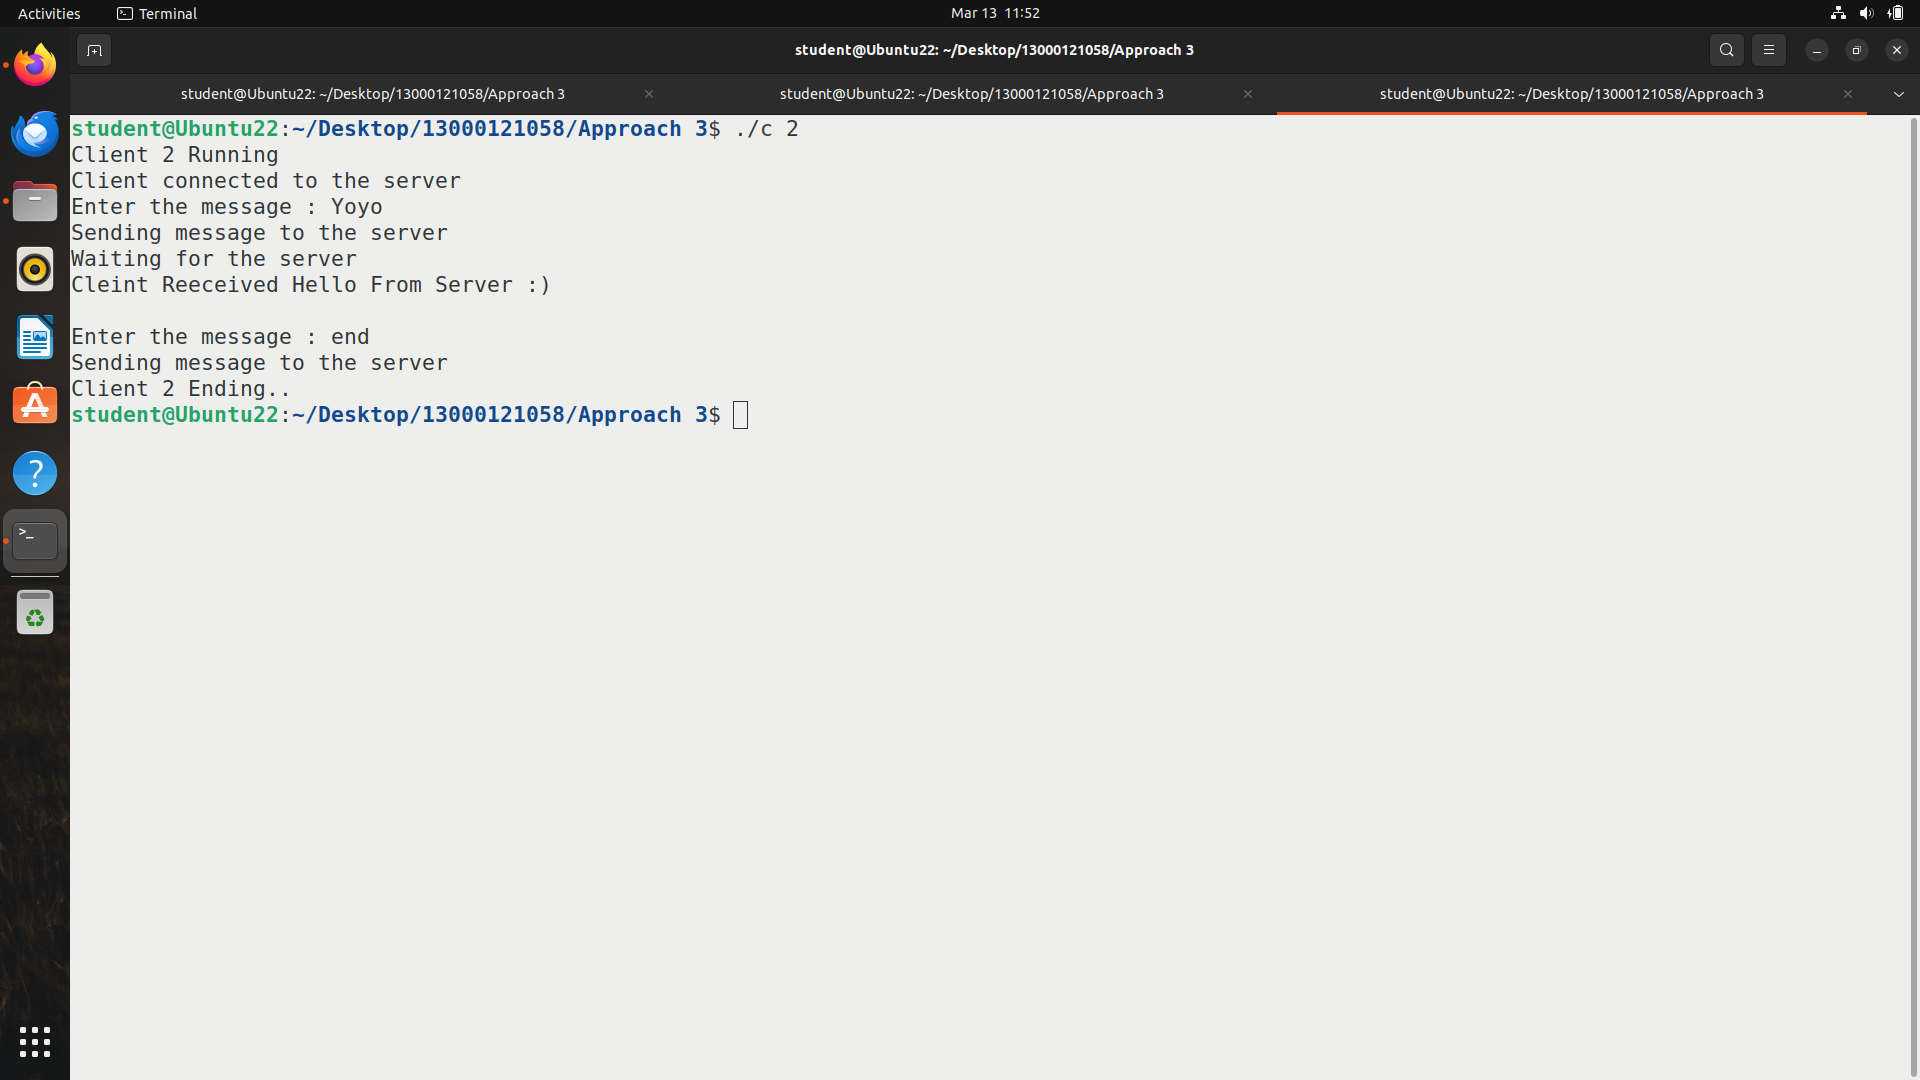 Activities
Terminal
Mar 13 11:52
student@Ubuntu22: ~/Desktop/13000121058/Approach 3
student@Ubuntu22: ~/Desktop/13000121058/Approach 3
student@Ubuntu22: ~/Desktop/13000121058/Approach 3
student@Ubuntu22: ~/Desktop/13000121058/Approach 3
student@Ubuntu22:~/Desktop/13000121058/Approach 3$ ./c 2
Client 2 Running
Client connected to the server
Enter the message : Yoyo
Sending message to the server
Waiting for the server
Cleint Reeceived Hello From Server :)
Enter the message : end
Sending message to the server
Client 2 Ending..
student@Ubuntu22:~/Desktop/13000121058/Approach 3$